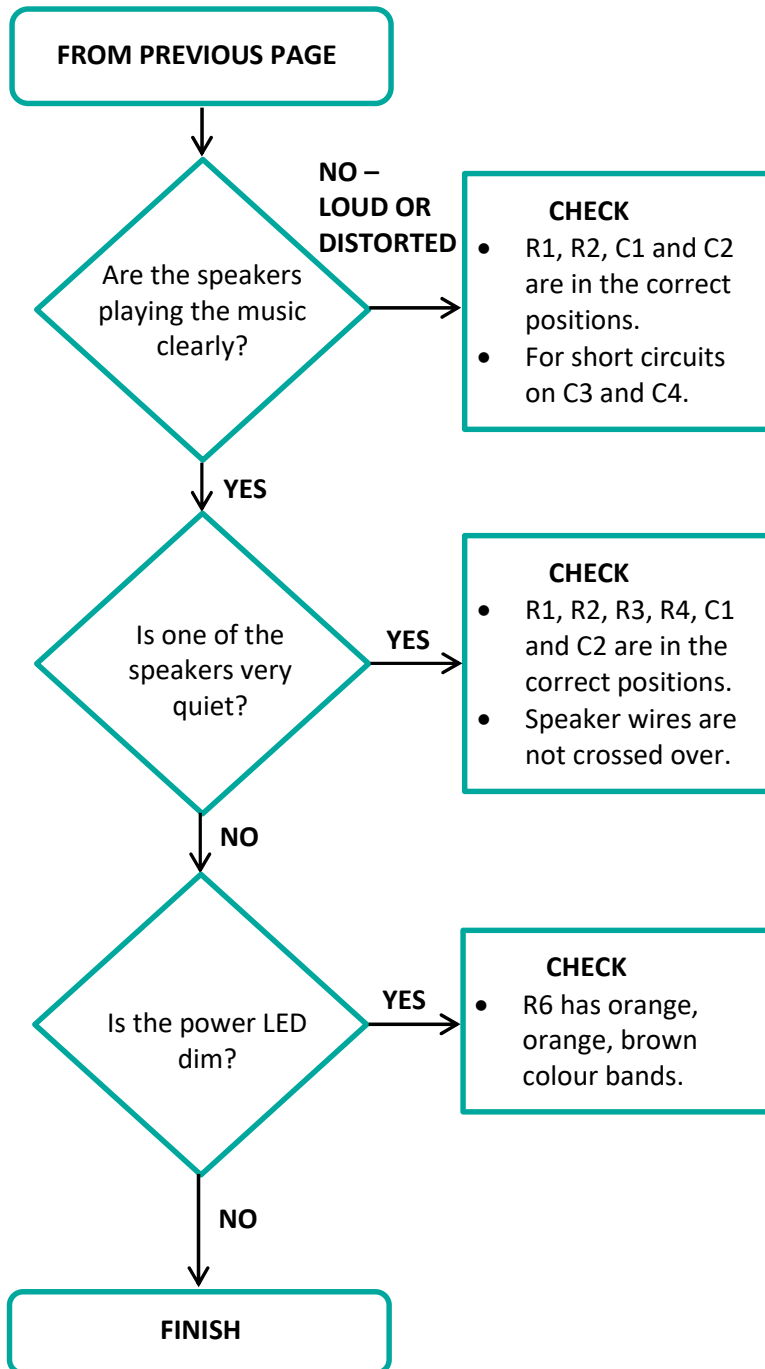 FROM PREVIOUS PAGE
NO –
LOUD OR
DISTORTED
Are the speakers
playing the music
clearly?
CHECK
• R1, R2, C1 and C2
are in the correct
positions.
• For short circuits
on C3 and C4.
YES
Is one of the
speakers very
quiet?
YES
CHECK
• R1, R2, R3, R4, C1
and C2 are in the
correct positions.
• Speaker wires are
not crossed over.
NO
Is the power LED
dim?
YES
CHECK
• R6 has orange,
orange, brown
colour bands.
NO
FINISH